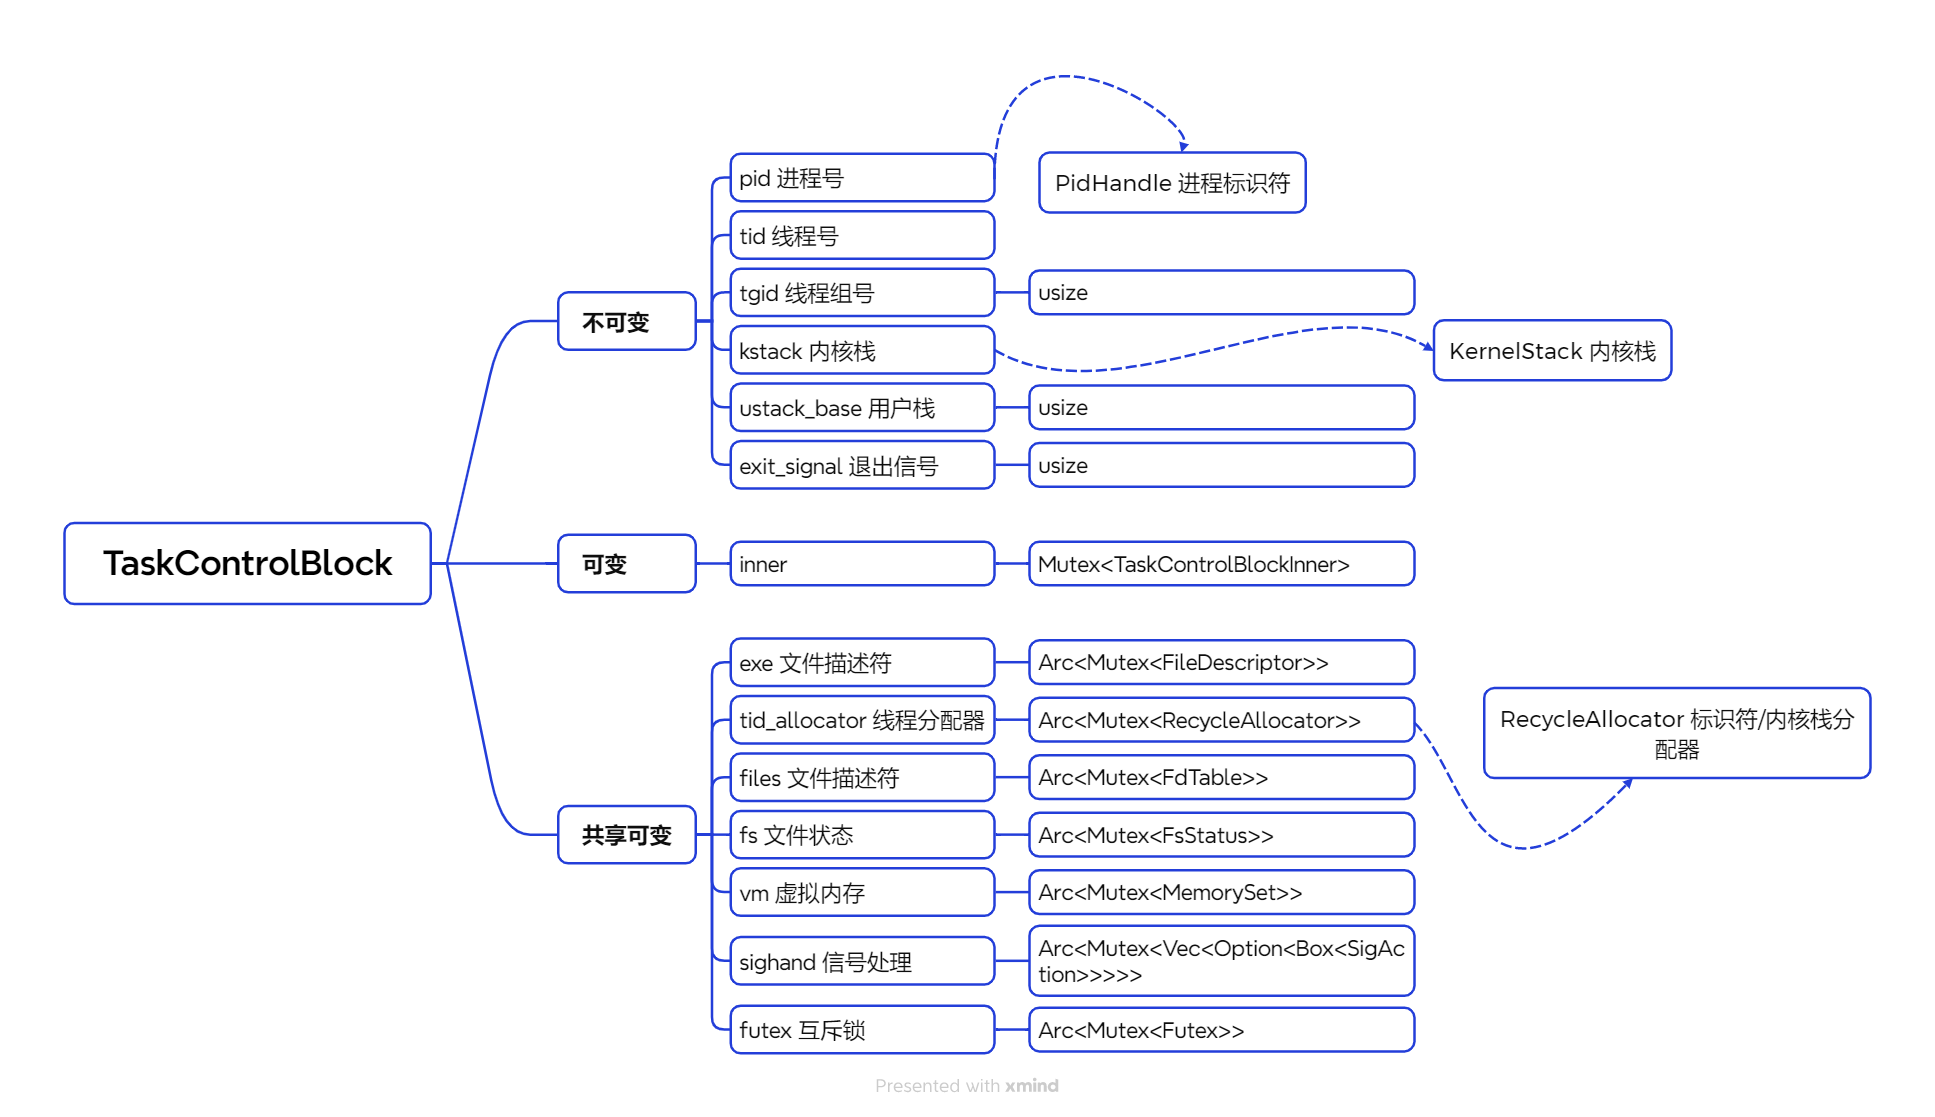 TaskControlBlock
不可变
pid 进程号
PidHandle 进程标识符
tid 线程号
tgid 线程组号
usize
kstack 内核栈
KernelStack 内核栈
ustack_base 用户栈
usize
exit_signal 退出信号
usize
可变
inner
Mutex<TaskControlBlockInner>
共享可变
exe 文件描述符
Arc<Mutex<FileDescriptor>>
tid_allocator 线程分配器
Arc<Mutex<RecycleAllocator>>
RecycleAllocator 标识符/内核栈分
配器
files 文件描述符
Arc<Mutex<FdTable>>
fs 文件状态
Arc<Mutex<FsStatus>>
vm 虚拟内存
Arc<Mutex<MemorySet>>
sighand 信号处理
Arc<Mutex<Vec<Option<Box<SigAc
tion>>>>>
futex 互斥锁
Arc<Mutex<Futex>>
Presented with xmind